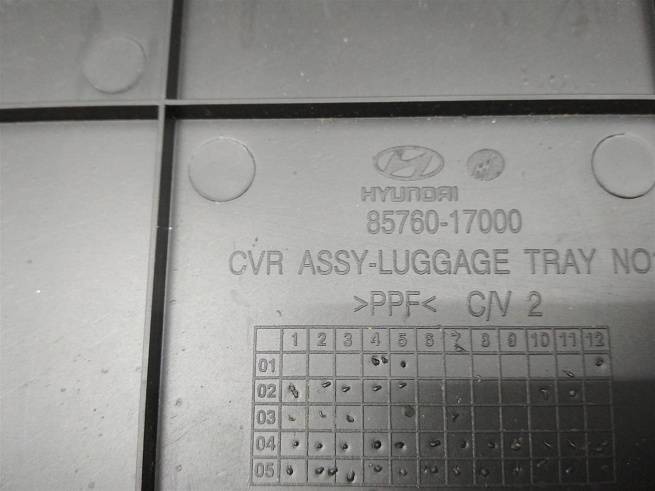 HYUNDAI
85760-17000
CVR ASSY-LUGGAGE TRAY NO
>PPF< C/V 2
1 2 3 4 5 6 7 8 9 10 11 12
01
02
03
04
05